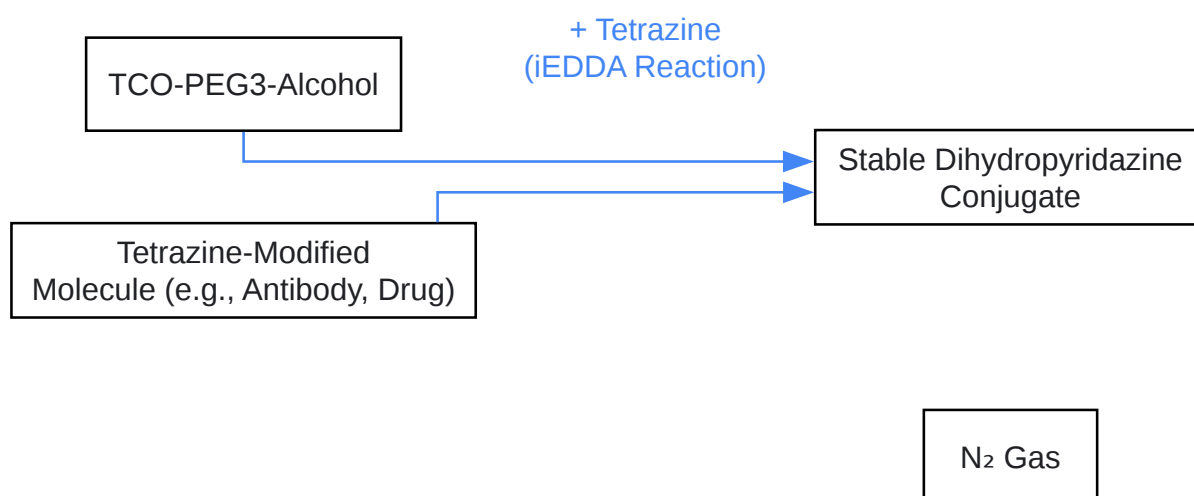 + Tetrazine
(iEDDA Reaction)
TCO-PEG3-Alcohol
Stable Dihydropyridazine
Conjugate
Tetrazine-Modified
Molecule (e.g., Antibody, Drug)
N₂ Gas